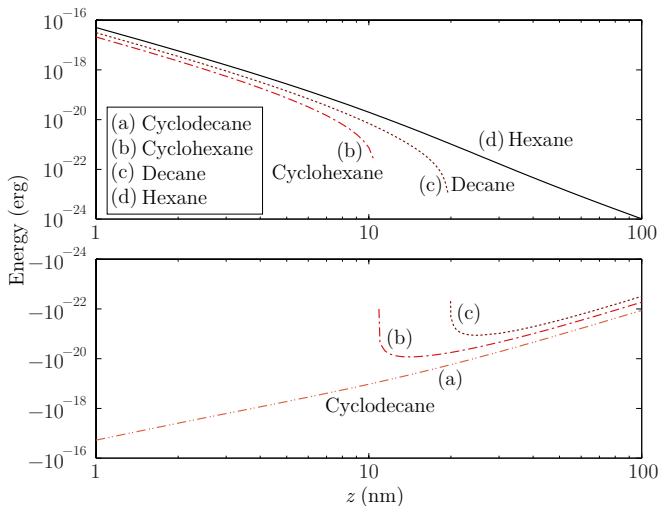 10^−16
10^−18
10^−20
10^−22
10^−24
(a) Cyclodecane
(b) Cyclohexane
(c) Decane
(d) Hexane
(b)
Cyclohexane
(c) Decane
(d) Hexane
1
10
100
Energy (erg)
−10^−24
−10^−22
−10^−20
−10^−18
−10^−16
(b)
(c)
(a)
Cyclodecane
1
10
100
z (nm)